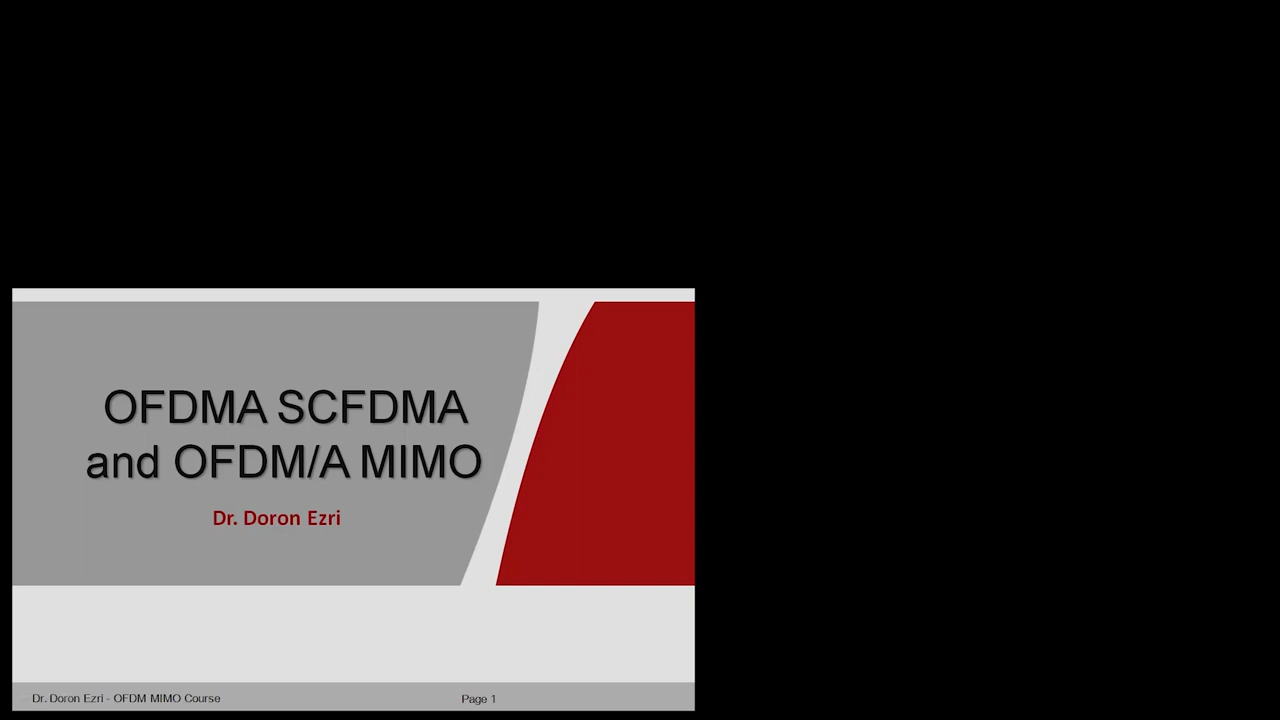 OFDMA SCFDMA
and OFDM/A MIMO
Dr. Doron Ezri
Dr. Doron Ezri - OFDM MIMO Course
Page 1